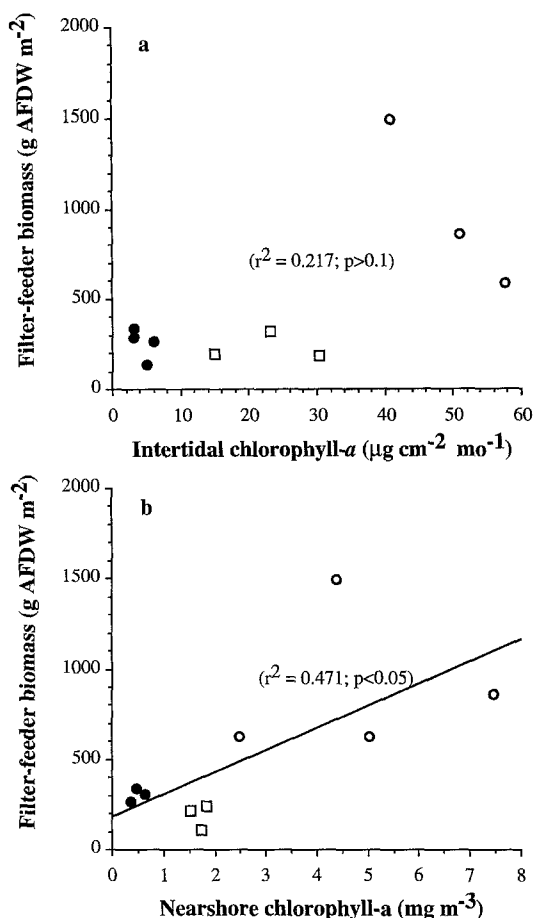 a
Filter-feeder biomass (g AFDW m⁻²)
2000
1500
1000
500
0
(r² = 0.217; p>0.1)
0 10 20 30 40 50 60
Intertidal chlorophyll-a (μg cm⁻² mo⁻¹)
b
Filter-feeder biomass (g AFDW m⁻²)
2000
1500
1000
500
0
(r² = 0.471; p<0.05)
0 1 2 3 4 5 6 7 8
Nearshore chlorophyll-a (mg m⁻³)